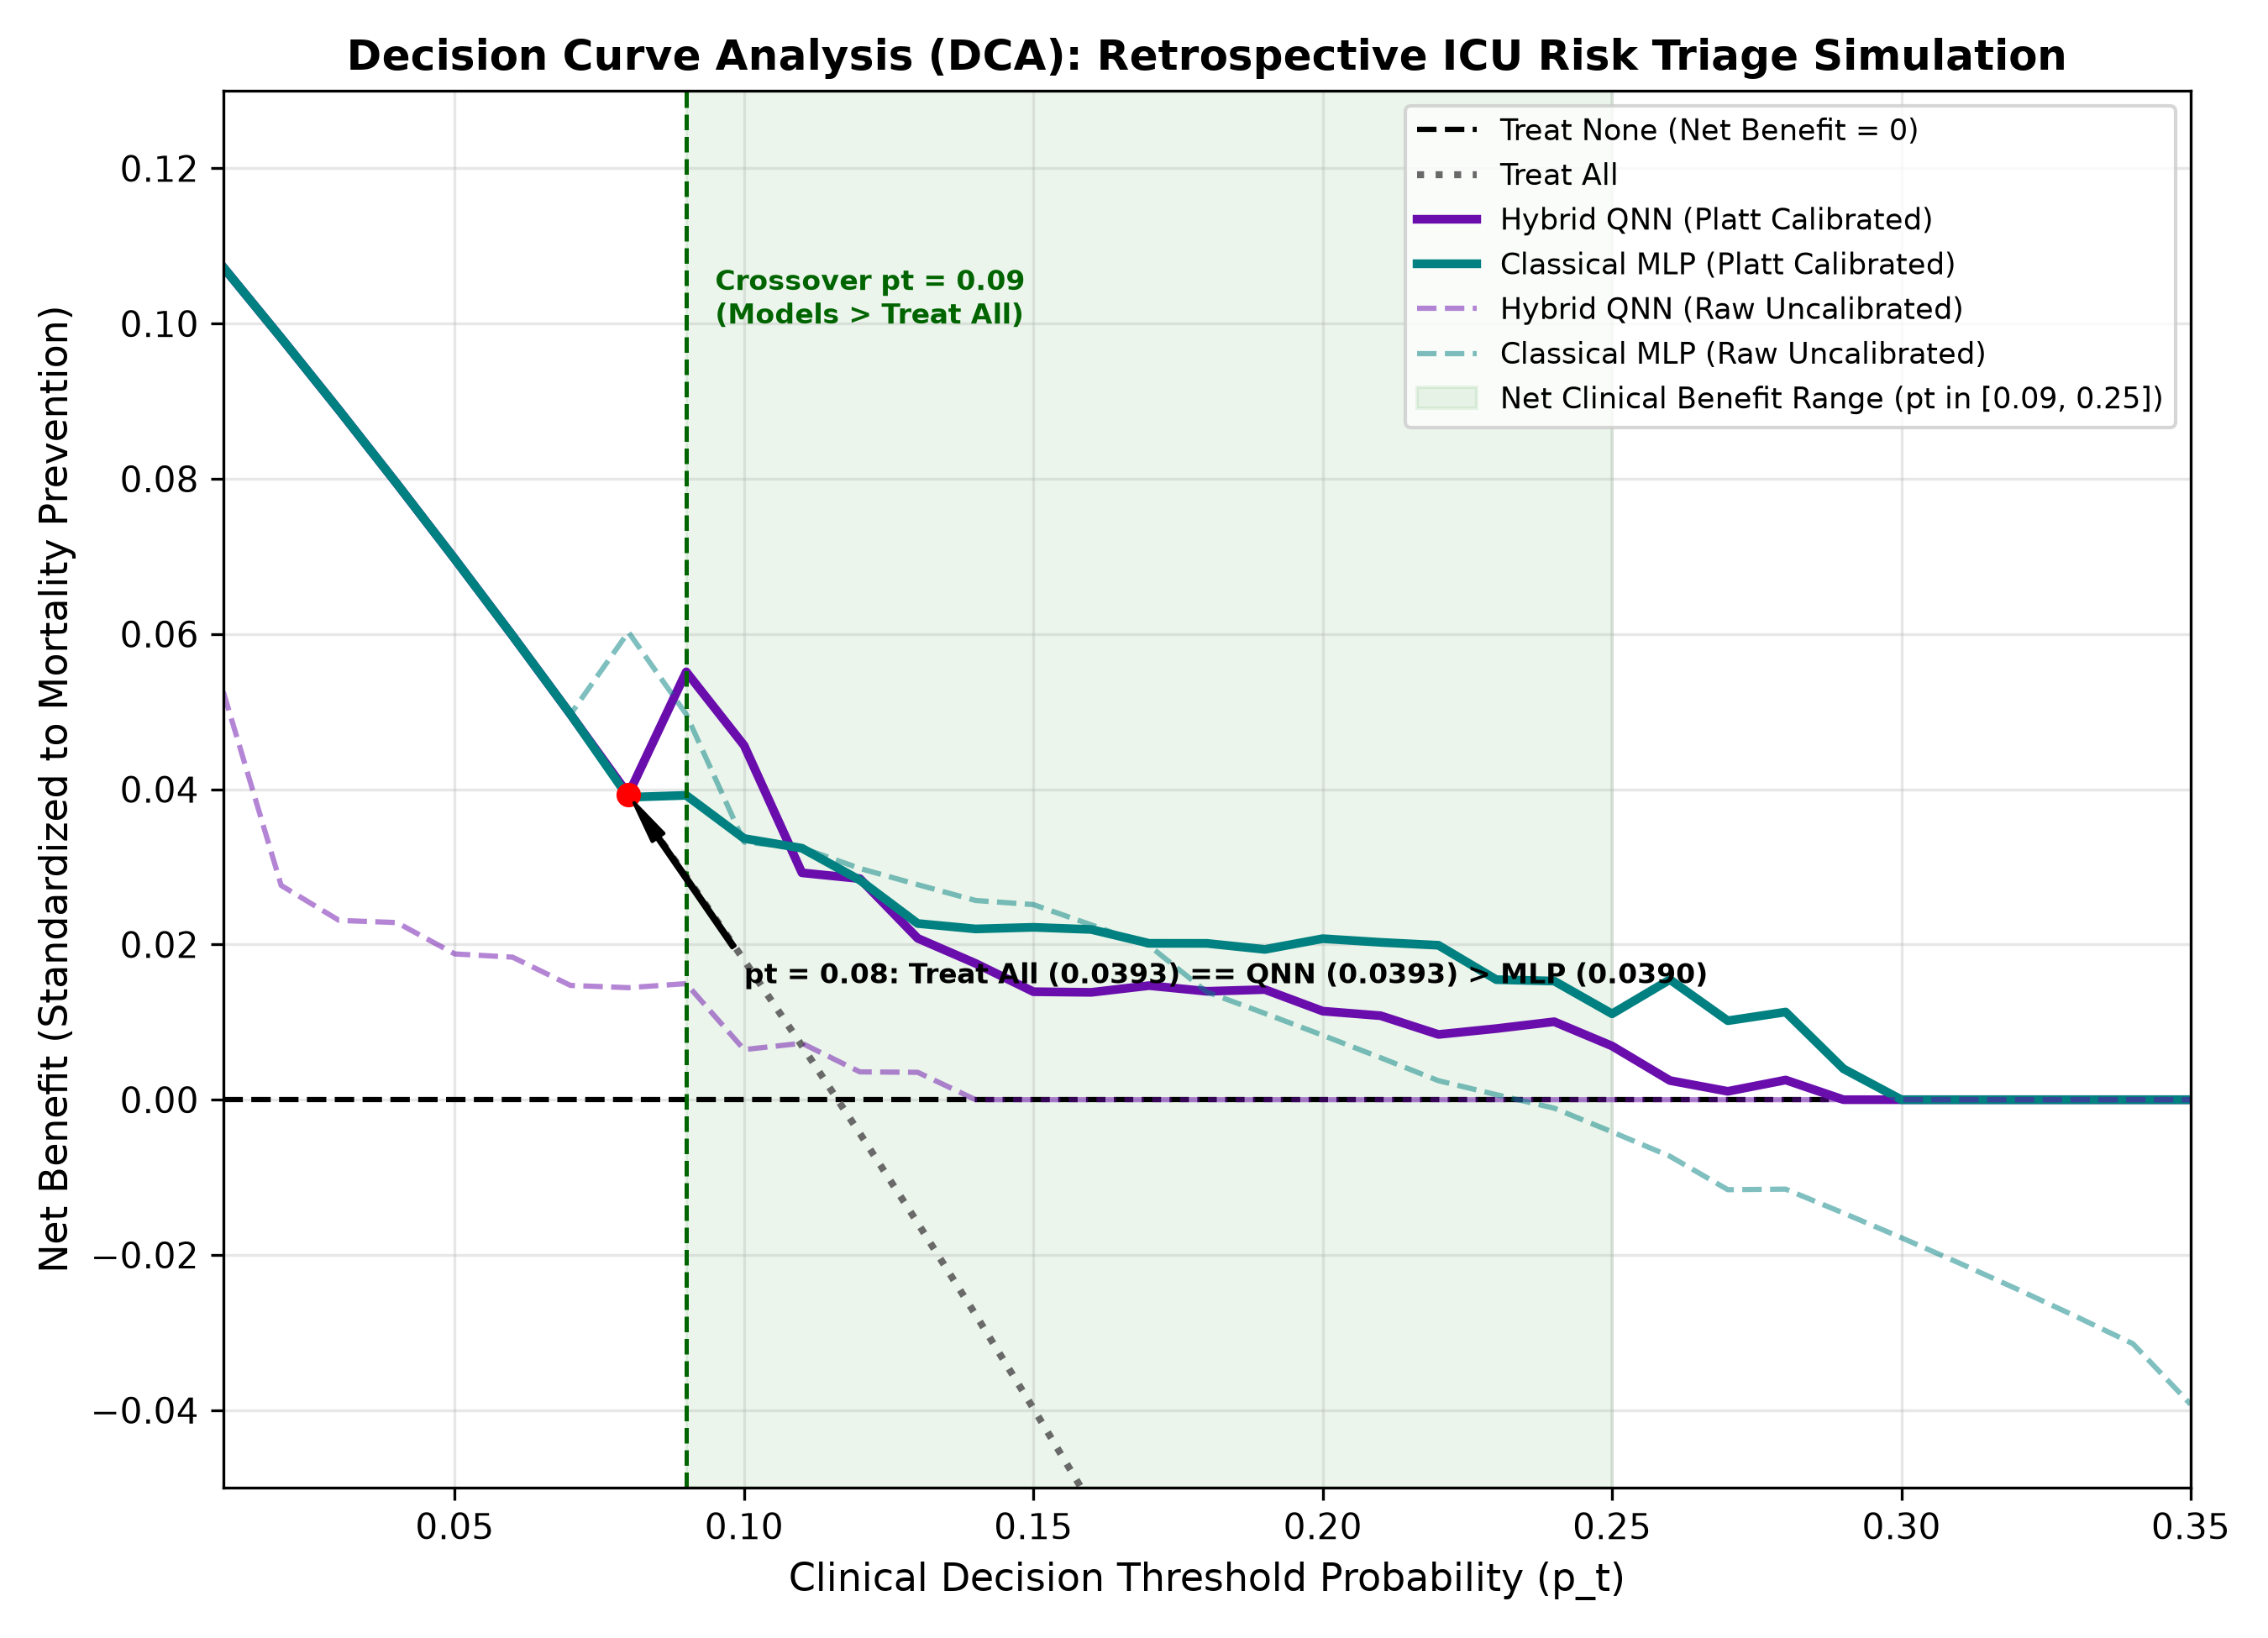 Decision Curve Analysis (DCA): Retrospective ICU Risk Triage Simulation
Net Benefit (Standardized to Mortality Prevention)
0.12
0.10
0.08
0.06
0.04
0.02
0.00
−0.02
−0.04
Treat None (Net Benefit = 0)
Treat All
Hybrid QNN (Platt Calibrated)
Classical MLP (Platt Calibrated)
Hybrid QNN (Raw Uncalibrated)
Classical MLP (Raw Uncalibrated)
Net Clinical Benefit Range (pt in [0.09, 0.25])
Crossover pt = 0.09
(Models > Treat All)
pt = 0.08: Treat All (0.0393) == QNN (0.0393) > MLP (0.0390)
0.05
0.10
0.15
0.20
0.25
0.30
0.35
Clinical Decision Threshold Probability (p_t)